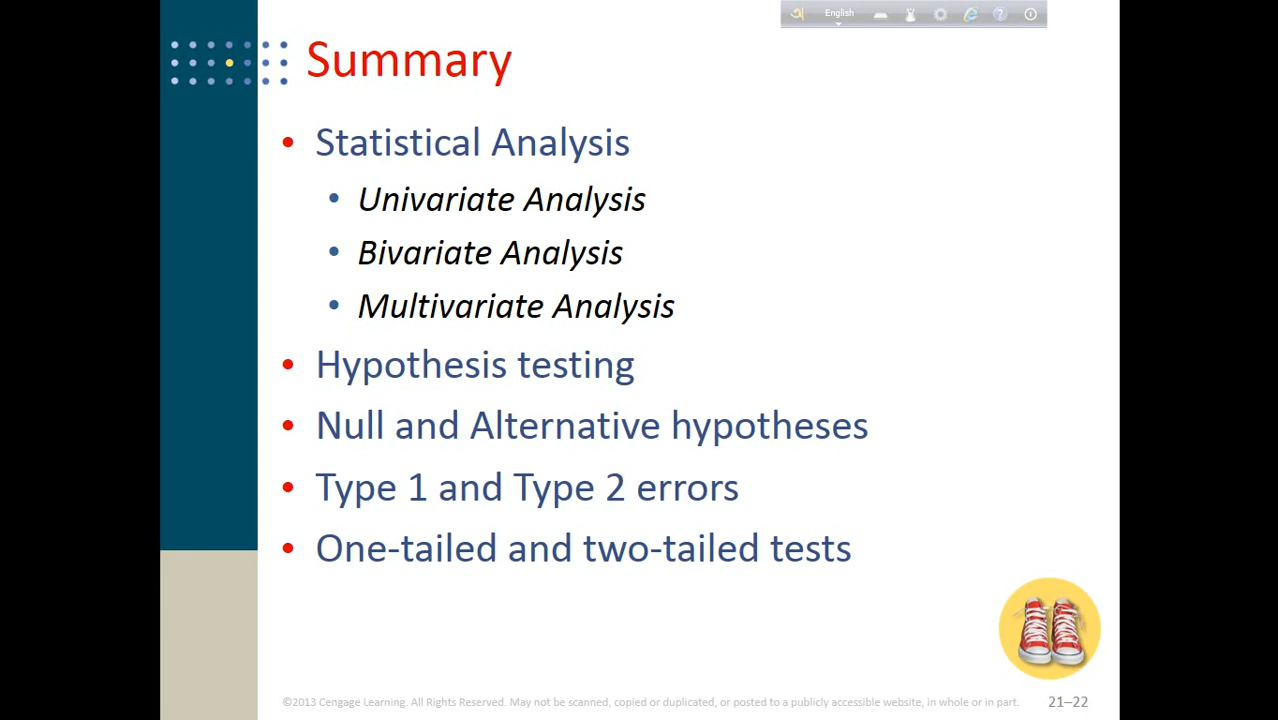 English
Summary
• Statistical Analysis
• Univariate Analysis
• Bivariate Analysis
• Multivariate Analysis
• Hypothesis testing
• Null and Alternative hypotheses
• Type 1 and Type 2 errors
• One-tailed and two-tailed tests
©2013 Cengage Learning. All Rights Reserved. May not be scanned, copied or duplicated, or posted to a publicly accessible website, in whole or in part.
21–22